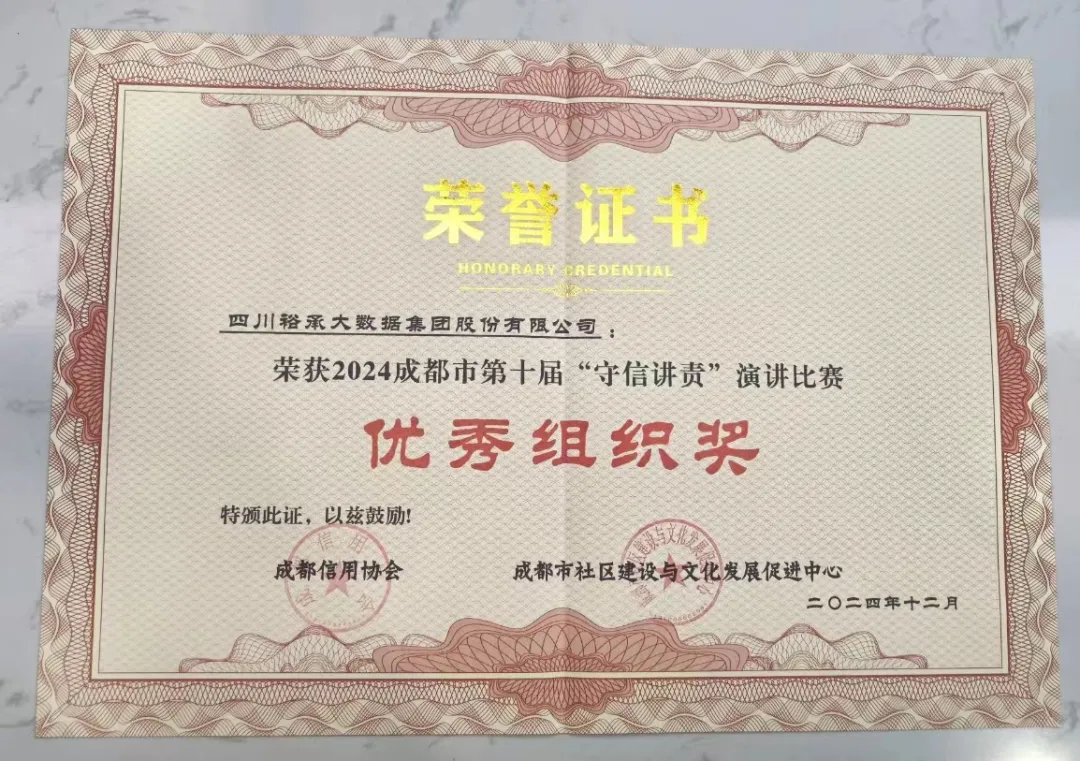 荣誉证书
HONORARY CREDENTIAL
四川裕承大数据集团股份有限公司：
荣获2024成都市第十届“守信讲责”演讲比赛
优秀组织奖
特颁此证，以兹鼓励!
成都信用协会
成都市社区建设与文化发展促进中心
二〇二四年十二月